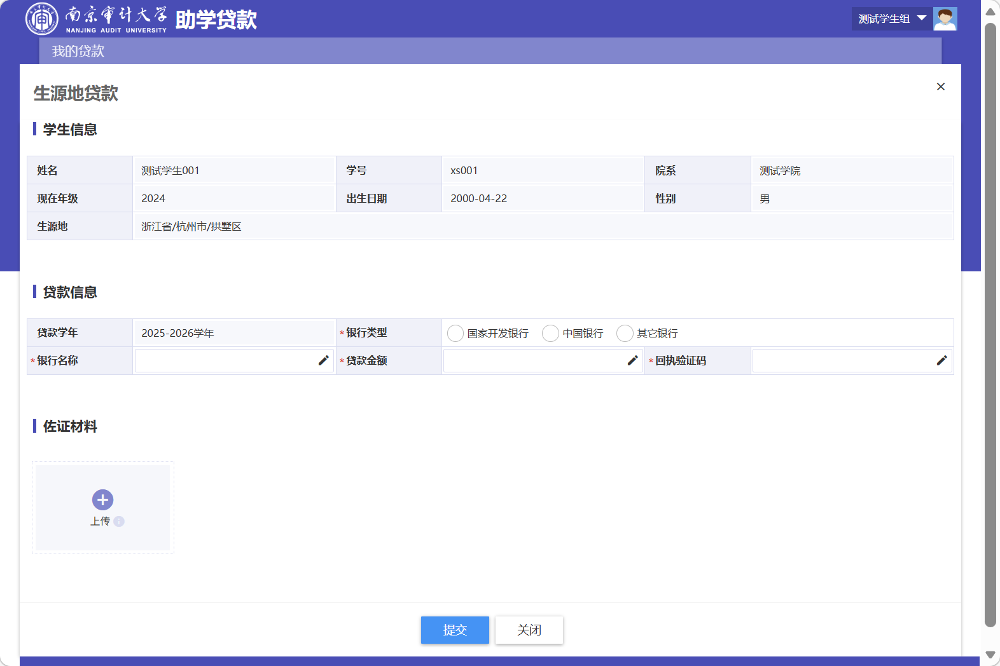 南京审计大学
NANJING AUDIT UNIVERSITY
助学贷款
测试学生组
我的贷款
生源地贷款
学生信息
姓名 测试学生001 学号 xs001 院系 测试学院
现在年级 2024 出生日期 2000-04-22 性别 男
生源地 浙江省/杭州市/拱墅区
贷款信息
贷款学年 2025-2026学年 *银行类型 国家开发银行 中国银行 其它银行
*银行名称 *贷款金额 *回执验证码
佐证材料
上传
提交 关闭